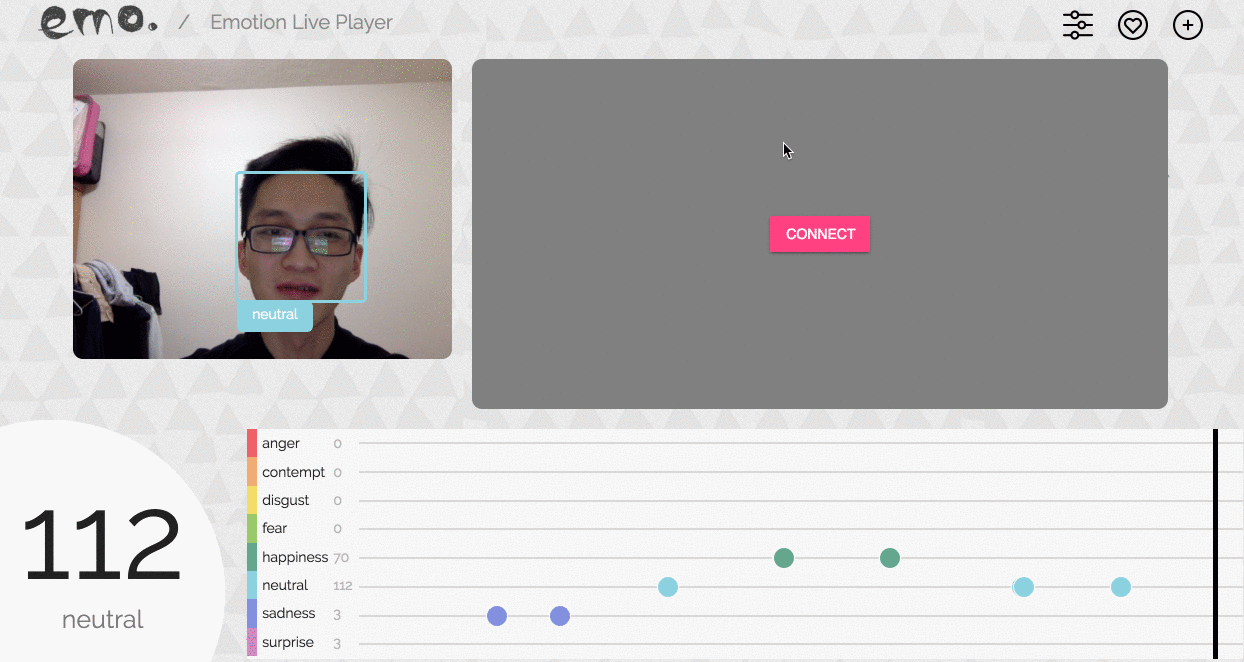 emo. / Emotion Live Player
CONNECT
neutral
anger 0
contempt 0
disgust 0
fear 0
happiness 70
neutral 112
sadness 3
surprise 3
112
neutral